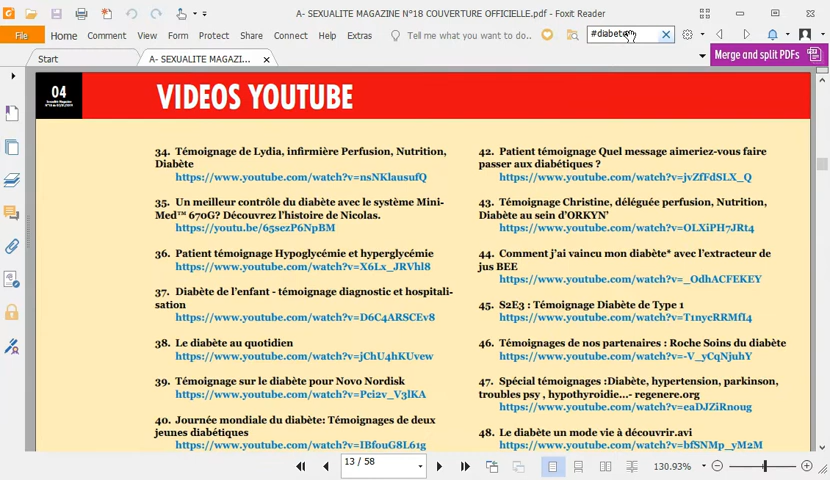 A- SEXUALITE MAGAZINE N°18 COUVERTURE OFFICIELLE.pdf - Foxit Reader
File
Home
Comment
View
Form
Protect
Share
Connect
Help
Extras
Tell me what you want to do..
Start
A- SEXUALITE MAGAZI...
Merge and split PDFs
04
VIDEOS YOUTUBE
34. Témoignage de Lydia, infirmière Perfusion, Nutrition,
Diabète
https://www.youtube.com/watch?v=nsNKlausufQ
35. Un meilleur contrôle du diabète avec le système Mini-
Med™ 670G? Découvrez l'histoire de Nicolas.
https://youtu.be/65sezP6NpBM
36. Patient témoignage Hypoglycémie et hyperglycémie
https://www.youtube.com/watch?v=X6Lx_JRVhl8
37. Diabète de l'enfant - témoignage diagnostic et hospitali-
sation
https://www.youtube.com/watch?v=D6C4ARSCEv8
38. Le diabète au quotidien
https://www.youtube.com/watch?v=jChU4hKUvew
39. Témoignage sur le diabète pour Novo Nordisk
https://www.youtube.com/watch?v=Pci2v_V3lKA
40. Journée mondiale du diabète: Témoignages de deux
jeunes diabétiques
https://www.youtube.com/watch?v=IBfouG8L61g
42. Patient témoignage Quel message aimeriez-vous faire
passer aux diabétiques ?
https://www.youtube.com/watch?v=jvZfFdSLX_Q
43. Témoignage Christine, déléguée perfusion, Nutrition,
Diabète au sein d'ORKYN'
https://www.youtube.com/watch?v=OLXiPH7JRt4
44. Comment j'ai vaincu mon diabète* avec l'extracteur de
jus BEE
https://www.youtube.com/watch?v=_OdhACFEKEY
45. S2E3 : Témoignage Diabète de Type 1
https://www.youtube.com/watch?v=T1nycRRMfI4
46. Témoignages de nos partenaires : Roche Soins du diabète
https://www.youtube.com/watch?v=-V_yCqNjuhY
47. Spécial témoignages :Diabète, hypertension, parkinson,
troubles psy , hypothyroidie...- regenere.org
https://www.youtube.com/watch?v=eaDJZiRnoug
48. Le diabète un mode vie à découvrir.avi
https://www.youtube.com/watch?v=bfSNMp_yM2M
13 / 58
130.93%